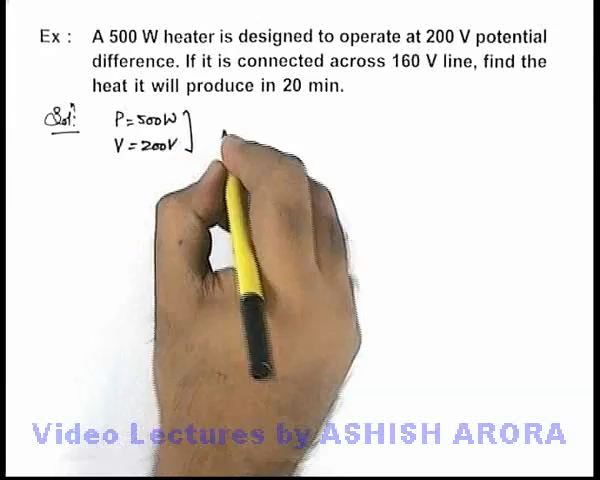 Ex : A 500 W heater is designed to operate at 200 V potential
difference. If it is connected across 160 V line, find the
heat it will produce in 20 min.
Solⁿ: P = 500W
V = 200V
Video Lectures by ASHISH ARORA